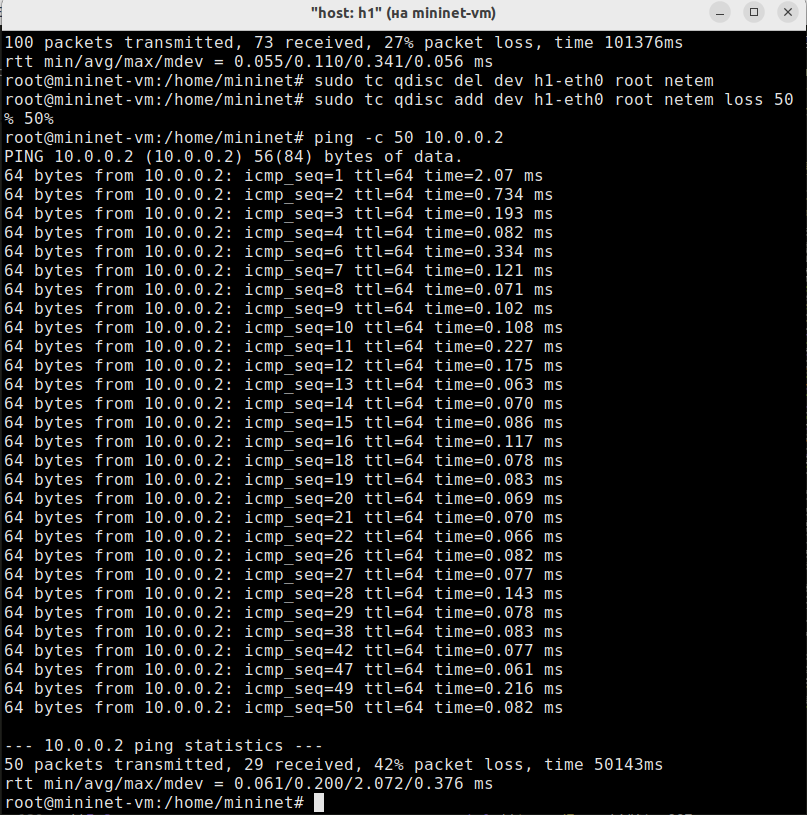 "host: h1" (на mininet-vm)
100 packets transmitted, 73 received, 27% packet loss, time 101376ms
rtt min/avg/max/mdev = 0.055/0.110/0.341/0.056 ms
root@mininet-vm:/home/mininet# sudo tc qdisc del dev h1-eth0 root netem
root@mininet-vm:/home/mininet# sudo tc qdisc add dev h1-eth0 root netem loss 50
% 50%
root@mininet-vm:/home/mininet# ping -c 50 10.0.0.2
PING 10.0.0.2 (10.0.0.2) 56(84) bytes of data.
64 bytes from 10.0.0.2: icmp_seq=1 ttl=64 time=2.07 ms
64 bytes from 10.0.0.2: icmp_seq=2 ttl=64 time=0.734 ms
64 bytes from 10.0.0.2: icmp_seq=3 ttl=64 time=0.193 ms
64 bytes from 10.0.0.2: icmp_seq=4 ttl=64 time=0.082 ms
64 bytes from 10.0.0.2: icmp_seq=6 ttl=64 time=0.334 ms
64 bytes from 10.0.0.2: icmp_seq=7 ttl=64 time=0.121 ms
64 bytes from 10.0.0.2: icmp_seq=8 ttl=64 time=0.071 ms
64 bytes from 10.0.0.2: icmp_seq=9 ttl=64 time=0.102 ms
64 bytes from 10.0.0.2: icmp_seq=10 ttl=64 time=0.108 ms
64 bytes from 10.0.0.2: icmp_seq=11 ttl=64 time=0.227 ms
64 bytes from 10.0.0.2: icmp_seq=12 ttl=64 time=0.175 ms
64 bytes from 10.0.0.2: icmp_seq=13 ttl=64 time=0.063 ms
64 bytes from 10.0.0.2: icmp_seq=14 ttl=64 time=0.070 ms
64 bytes from 10.0.0.2: icmp_seq=15 ttl=64 time=0.086 ms
64 bytes from 10.0.0.2: icmp_seq=16 ttl=64 time=0.117 ms
64 bytes from 10.0.0.2: icmp_seq=18 ttl=64 time=0.078 ms
64 bytes from 10.0.0.2: icmp_seq=19 ttl=64 time=0.083 ms
64 bytes from 10.0.0.2: icmp_seq=20 ttl=64 time=0.069 ms
64 bytes from 10.0.0.2: icmp_seq=21 ttl=64 time=0.070 ms
64 bytes from 10.0.0.2: icmp_seq=22 ttl=64 time=0.066 ms
64 bytes from 10.0.0.2: icmp_seq=26 ttl=64 time=0.082 ms
64 bytes from 10.0.0.2: icmp_seq=27 ttl=64 time=0.077 ms
64 bytes from 10.0.0.2: icmp_seq=28 ttl=64 time=0.143 ms
64 bytes from 10.0.0.2: icmp_seq=29 ttl=64 time=0.078 ms
64 bytes from 10.0.0.2: icmp_seq=38 ttl=64 time=0.083 ms
64 bytes from 10.0.0.2: icmp_seq=42 ttl=64 time=0.077 ms
64 bytes from 10.0.0.2: icmp_seq=47 ttl=64 time=0.061 ms
64 bytes from 10.0.0.2: icmp_seq=49 ttl=64 time=0.216 ms
64 bytes from 10.0.0.2: icmp_seq=50 ttl=64 time=0.082 ms
--- 10.0.0.2 ping statistics ---
50 packets transmitted, 29 received, 42% packet loss, time 50143ms
rtt min/avg/max/mdev = 0.061/0.200/2.072/0.376 ms
root@mininet-vm:/home/mininet#